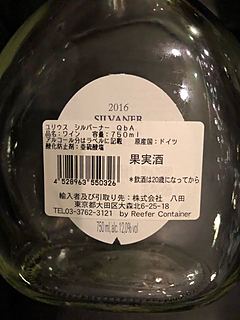 2016
SILVANER
ユリウス シルバーナー QbA
品名:ワイン 容量:750ml
アルコール分はラベルに記載 原産国:ドイツ
酸化防止剤:亜硫酸塩
果実酒
4 528963 550326
*飲酒は20歳になってから
輸入者及び引取り先:株式会社 八田
東京都大田区大森北6-25-18
TEL03-3762-3121 by Reefer Container
750 ml alc. 12.0% vol